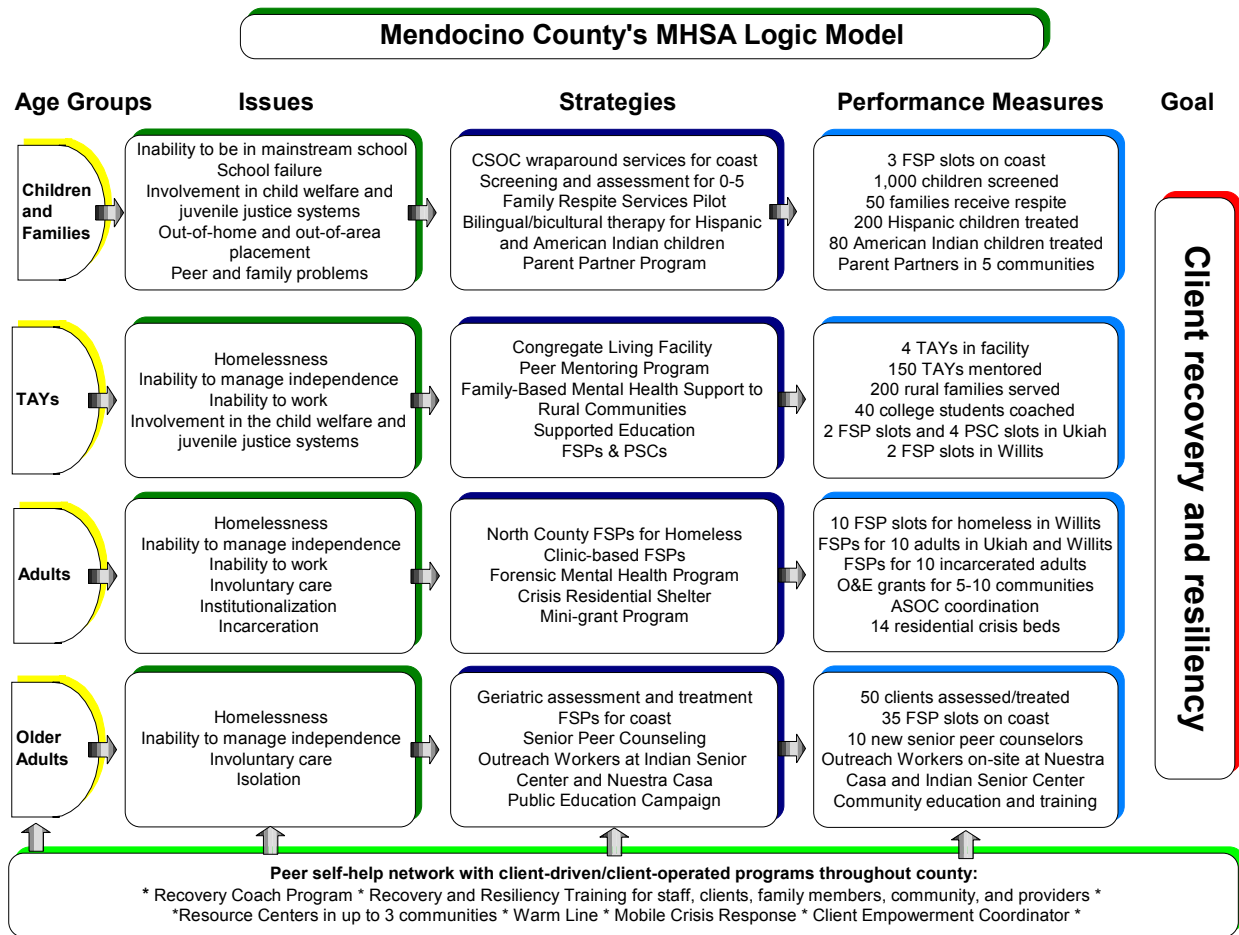 Mendocino County's MHSA Logic Model
Age Groups
Issues
Strategies
Performance Measures
Goal
Children
and
Families
Inability to be in mainstream school
School failure
Involvement in child welfare and
juvenile justice systems
Out-of-home and out-of-area
placement
Peer and family problems
CSOC wraparound services for coast
Screening and assessment for 0-5
Family Respite Services Pilot
Bilingual/bicultural therapy for Hispanic
and American Indian children
Parent Partner Program
3 FSP slots on coast
1,000 children screened
50 families receive respite
200 Hispanic children treated
80 American Indian children treated
Parent Partners in 5 communities
TAYs
Homelessness
Inability to manage independence
Inability to work
Involvement in the child welfare and
juvenile justice systems
Congregate Living Facility
Peer Mentoring Program
Family-Based Mental Health Support to
Rural Communities
Supported Education
FSPs & PSCs
4 TAYs in facility
150 TAYs mentored
200 rural families served
40 college students coached
2 FSP slots and 4 PSC slots in Ukiah
2 FSP slots in Willits
Adults
Homelessness
Inability to manage independence
Inability to work
Involuntary care
Institutionalization
Incarceration
North County FSPs for Homeless
Clinic-based FSPs
Forensic Mental Health Program
Crisis Residential Shelter
Mini-grant Program
10 FSP slots for homeless in Willits
FSPs for 10 adults in Ukiah and Willits
FSPs for 10 incarcerated adults
O&E grants for 5-10 communities
ASOC coordination
14 residential crisis beds
Older
Adults
Homelessness
Inability to manage independence
Involuntary care
Isolation
Geriatric assessment and treatment
FSPs for coast
Senior Peer Counseling
Outreach Workers at Indian Senior
Center and Nuestra Casa
Public Education Campaign
50 clients assessed/treated
35 FSP slots on coast
10 new senior peer counselors
Outreach Workers on-site at Nuestra
Casa and Indian Senior Center
Community education and training
Client recovery and resiliency
Peer self-help network with client-driven/client-operated programs throughout county:
* Recovery Coach Program * Recovery and Resiliency Training for staff, clients, family members, community, and providers *
*Resource Centers in up to 3 communities * Warm Line * Mobile Crisis Response * Client Empowerment Coordinator *